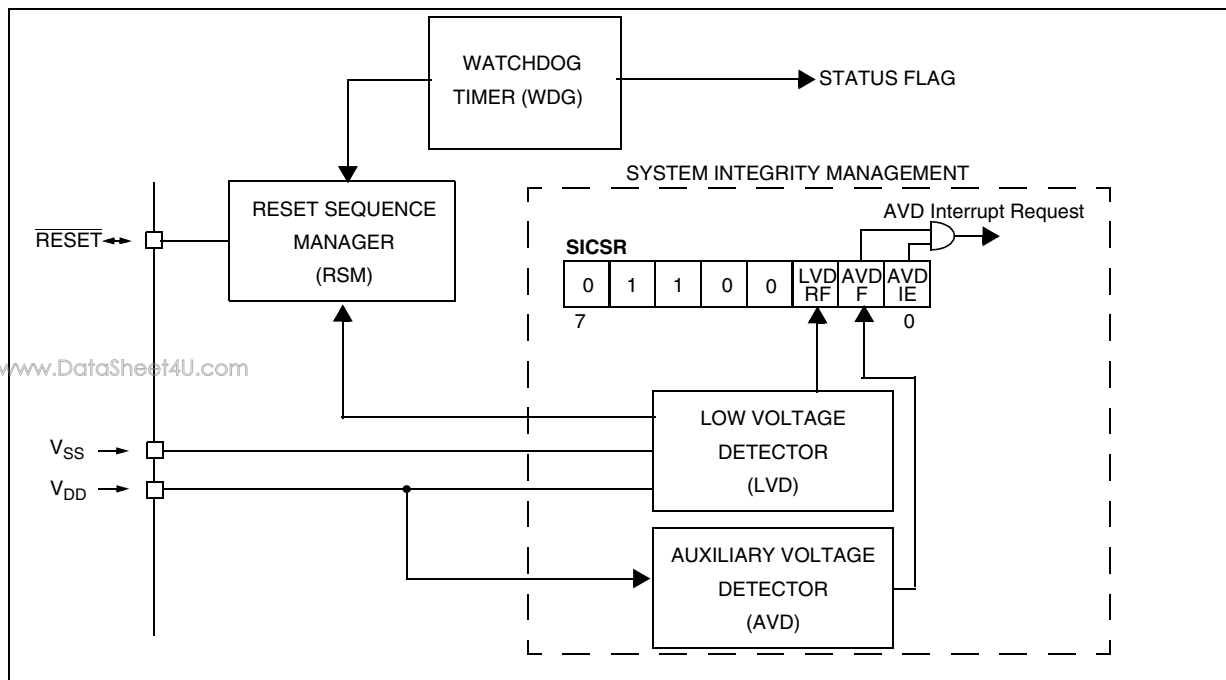 WATCHDOG
TIMER (WDG)
STATUS FLAG
SYSTEM INTEGRITY MANAGEMENT
RESET SEQUENCE
MANAGER
(RSM)
AVD Interrupt Request
RESET
SICSR
0 1 1 0 0 LVD RF AVD F AVD IE
7 0
www.DataSheet4U.com
LOW VOLTAGE
DETECTOR
(LVD)
VSS
VDD
AUXILIARY VOLTAGE
DETECTOR
(AVD)